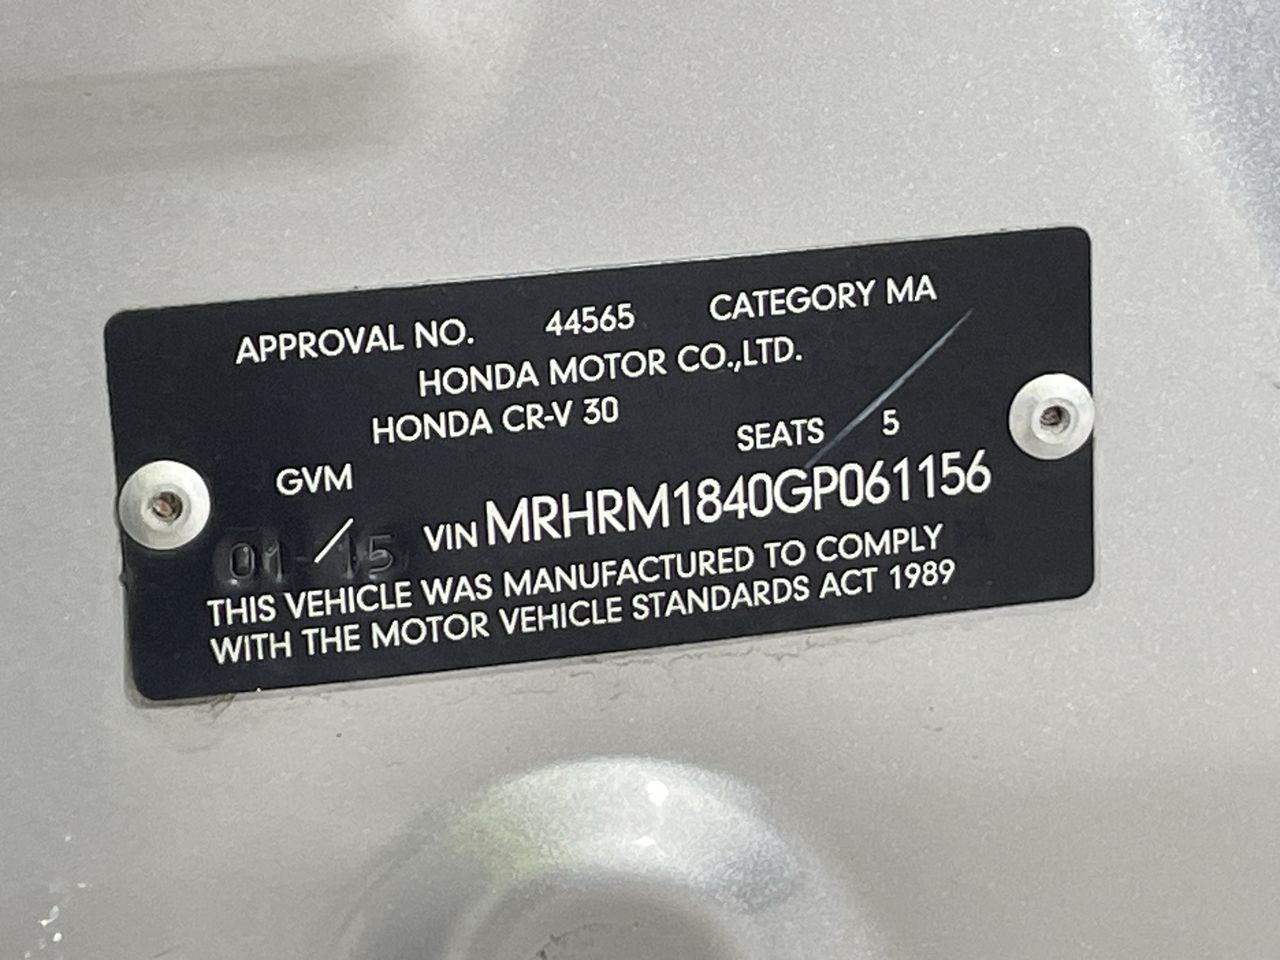 APPROVAL NO. 44565 CATEGORY MA
HONDA MOTOR CO.,LTD.
HONDA CR-V 30
GVM SEATS 5
01/15 VIN MRHRM1840GP061156
THIS VEHICLE WAS MANUFACTURED TO COMPLY
WITH THE MOTOR VEHICLE STANDARDS ACT 1989